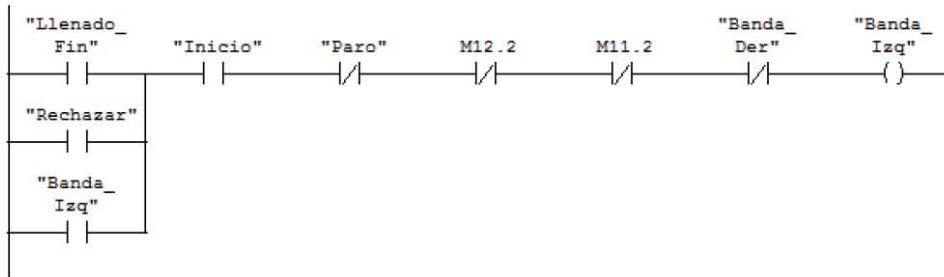 "Llenado_
Fin"
"Inicio"
"Paro"
M12.2
M11.2
"Banda_
Der"
"Banda_
Izq"
"Rechazar"
"Banda_
Izq"